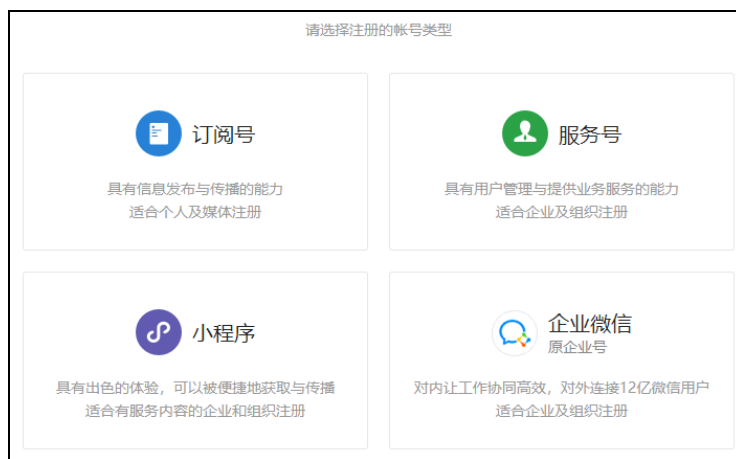 请选择注册的帐号类型
订阅号
具有信息发布与传播的能力
适合个人及媒体注册
服务号
具有用户管理与提供业务服务的能力
适合企业及组织注册
小程序
具有出色的体验，可以被便捷地获取与传播
适合有服务内容的企业和组织注册
企业微信
原企业号
对内让工作协同高效，对外连接12亿微信用户
适合企业及组织注册